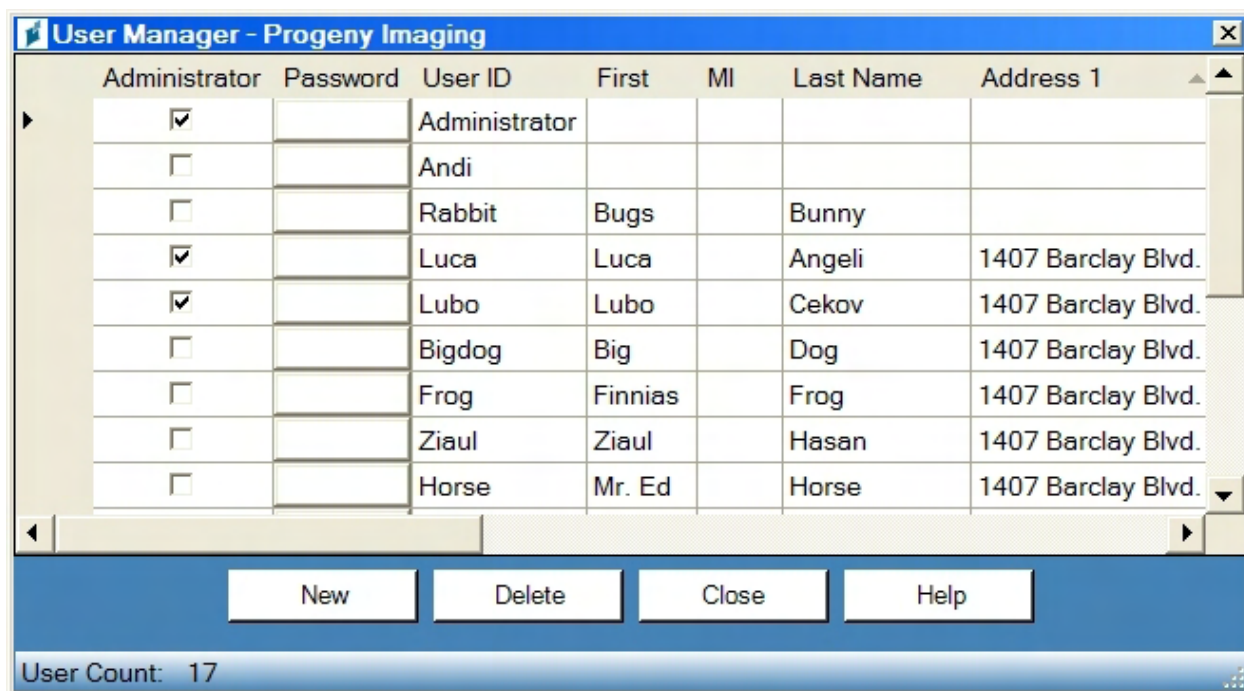 User Manager - Progeny Imaging
Administrator Password User ID First MI Last Name Address 1
Administrator
Andi
Rabbit Bugs Bunny
Luca Luca Angeli 1407 Barclay Blvd.
Lubo Lubo Cekov 1407 Barclay Blvd.
Bigdog Big Dog 1407 Barclay Blvd.
Frog Finnias Frog 1407 Barclay Blvd.
Ziaul Ziaul Hasan 1407 Barclay Blvd.
Horse Mr. Ed Horse 1407 Barclay Blvd.
New Delete Close Help
User Count: 17